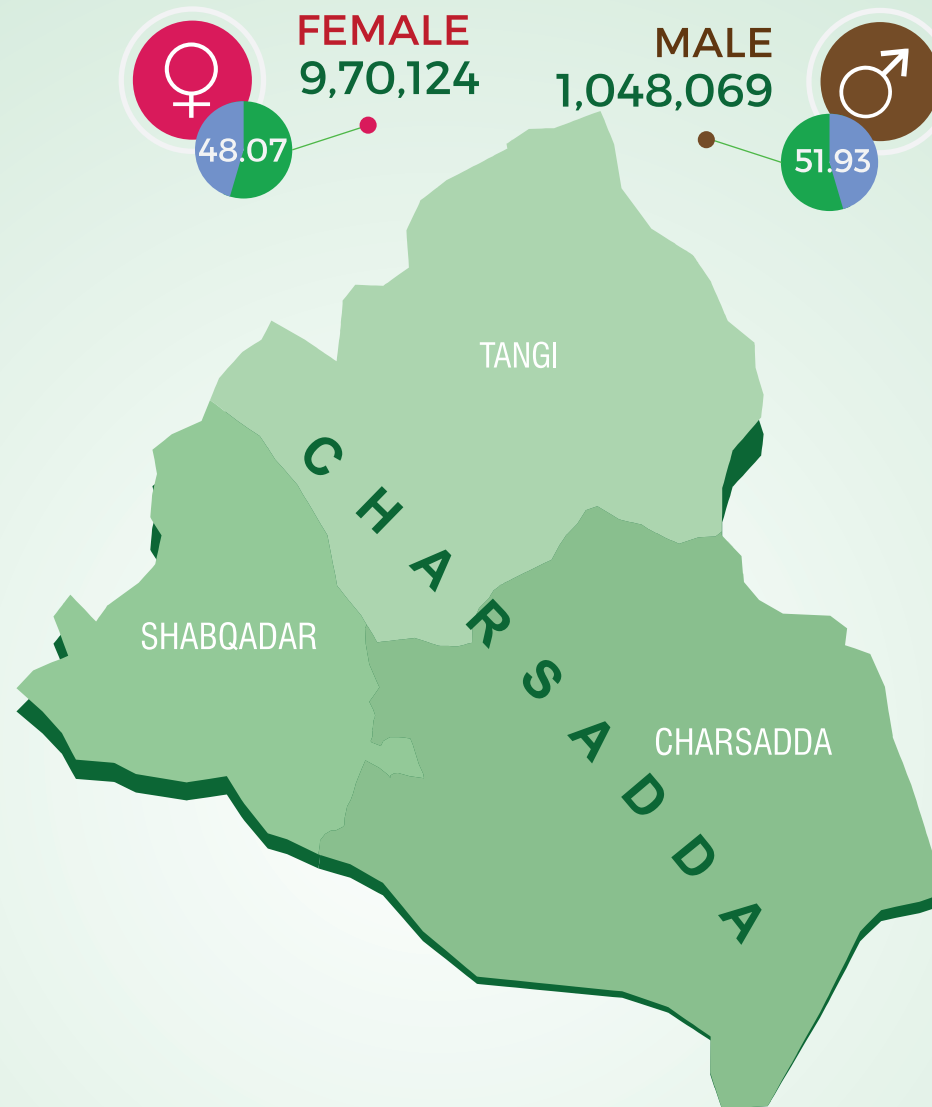 FEMALE
9,70,124
48.07
MALE
1,048,069
51.93
TANGI
CHARSADDA
SHABQADAR
CHARSADDA